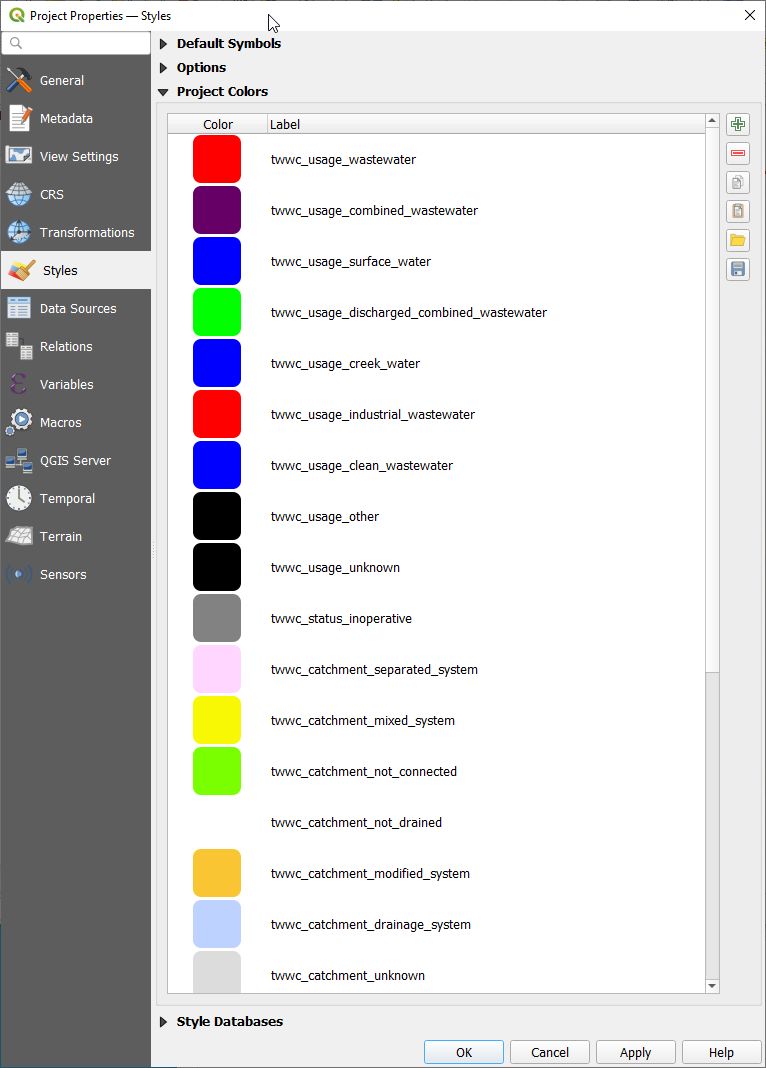 Project Properties — Styles
Default Symbols
Options
Project Colors
General
Metadata
View Settings
CRS
Transformations
Styles
Data Sources
Relations
Variables
Macros
QGIS Server
Temporal
Terrain
Sensors
Color Label
twwc_usage_wastewater
twwc_usage_combined_wastewater
twwc_usage_surface_water
twwc_usage_discharged_combined_wastewater
twwc_usage_creek_water
twwc_usage_industrial_wastewater
twwc_usage_clean_wastewater
twwc_usage_other
twwc_usage_unknown
twwc_status_inoperative
twwc_catchment_separated_system
twwc_catchment_mixed_system
twwc_catchment_not_connected
twwc_catchment_not_drained
twwc_catchment_modified_system
twwc_catchment_drainage_system
twwc_catchment_unknown
Style Databases
OK Cancel Apply Help